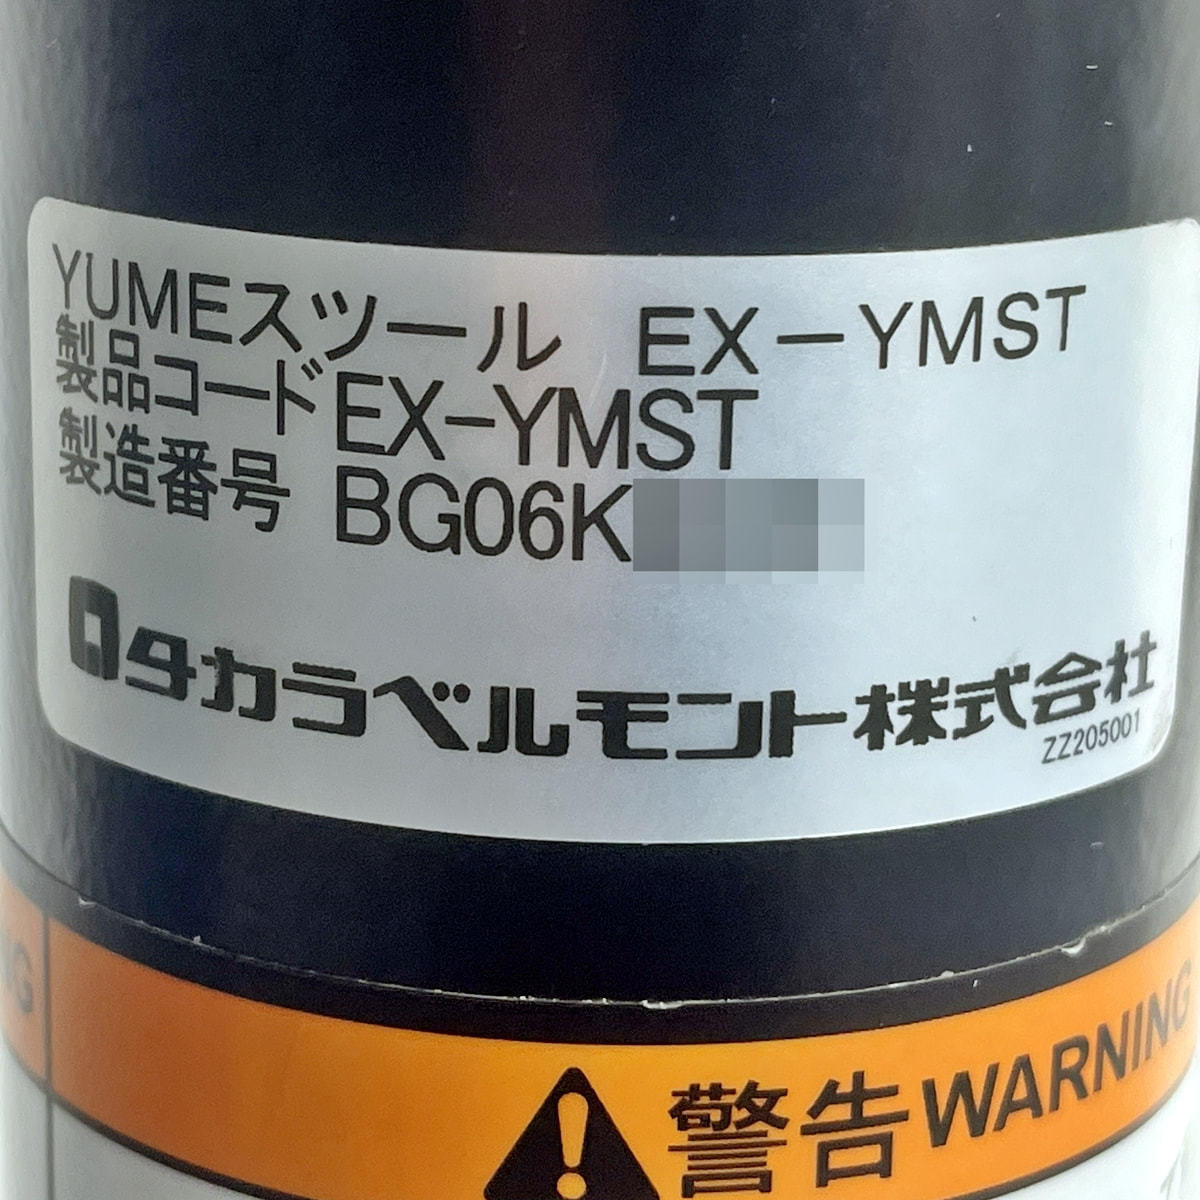 YUMEスツール EX－YMST
製品コード EX-YMST
製造番号 BG06K
タカラベルモント株式会社
ZZ205001
警告 WARNING